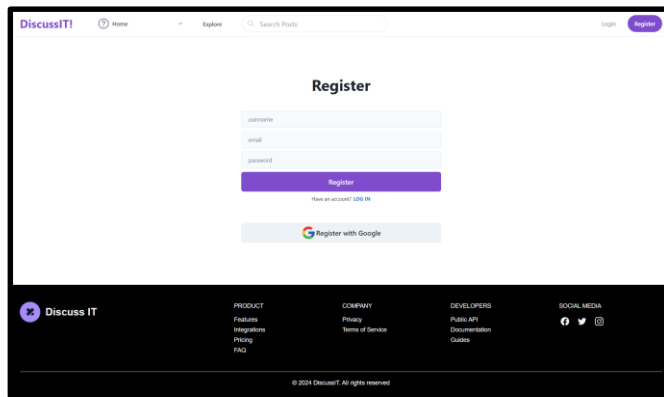 DiscussIT!
? Home
Explore
Search Posts
Login
Register
Register
username
email
password
Register
Have an account? LOG IN
G Register with Google
Discuss IT
PRODUCT
Features
Integrations
Pricing
FAQ
COMPANY
Privacy
Terms of Service
DEVELOPERS
Public API
Documentation
Guides
SOCIAL MEDIA
© 2024 DiscussIT. All rights reserved